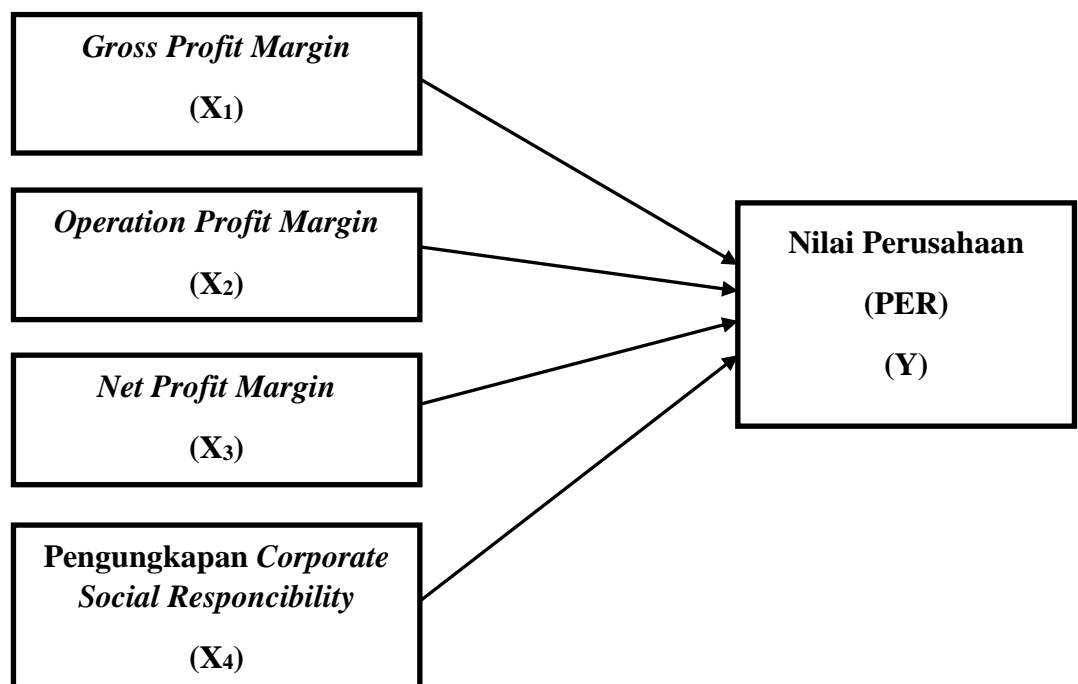 Gross Profit Margin
(X₁)
Operation Profit Margin
(X₂)
Net Profit Margin
(X₃)
Pengungkapan Corporate
Social Responcibility
(X₄)
Nilai Perusahaan
(PER)
(Y)